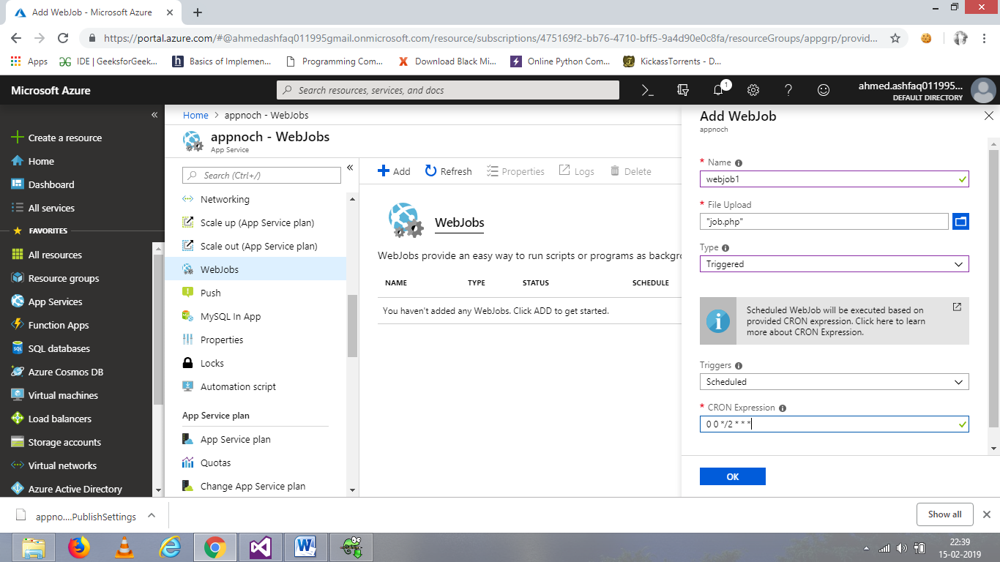 Add WebJob - Microsoft Azure
https://portal.azure.com/#@ahmedashfaq011995gmail.onmicrosoft.com/resource/subscriptions/475169f2-bb76-4710-bff5-9a4d90e0c8fa/resourceGroups/appgrp/provid...
Apps
IDE | GeeksforGeek...
Basics of Implemen...
Programming Com...
Download Black Mi...
Online Python Com...
KickassTorrents - D...
Microsoft Azure
Search resources, services, and docs
1
ahmed.ashfaq011995...
DEFAULT DIRECTORY
Create a resource
Home
Dashboard
All services
FAVORITES
All resources
Resource groups
App Services
Function Apps
SQL databases
Azure Cosmos DB
Virtual machines
Load balancers
Storage accounts
Virtual networks
Azure Active Directory
Home > appnoch - WebJobs
appnoch - WebJobs
App Service
Search (Ctrl+/)
Networking
Scale up (App Service plan)
Scale out (App Service plan)
WebJobs
Push
MySQL In App
Properties
Locks
Automation script
App Service plan
App Service plan
Quotas
Change App Service plan
Add
Refresh
Properties
Logs
Delete
WebJobs
WebJobs provide an easy way to run scripts or programs as backgro
NAME TYPE STATUS SCHEDULE
You haven't added any WebJobs. Click ADD to get started.
Add WebJob
appnoch
* Name
webjob1
* File Upload
"job.php"
Type
Triggered
Scheduled WebJob will be executed based on
provided CRON expression. Click here to learn
more about CRON Expression.
Triggers
Scheduled
* CRON Expression
0 0 */2 * * *
OK
appno....PublishSettings
Show all
22:39
15-02-2019